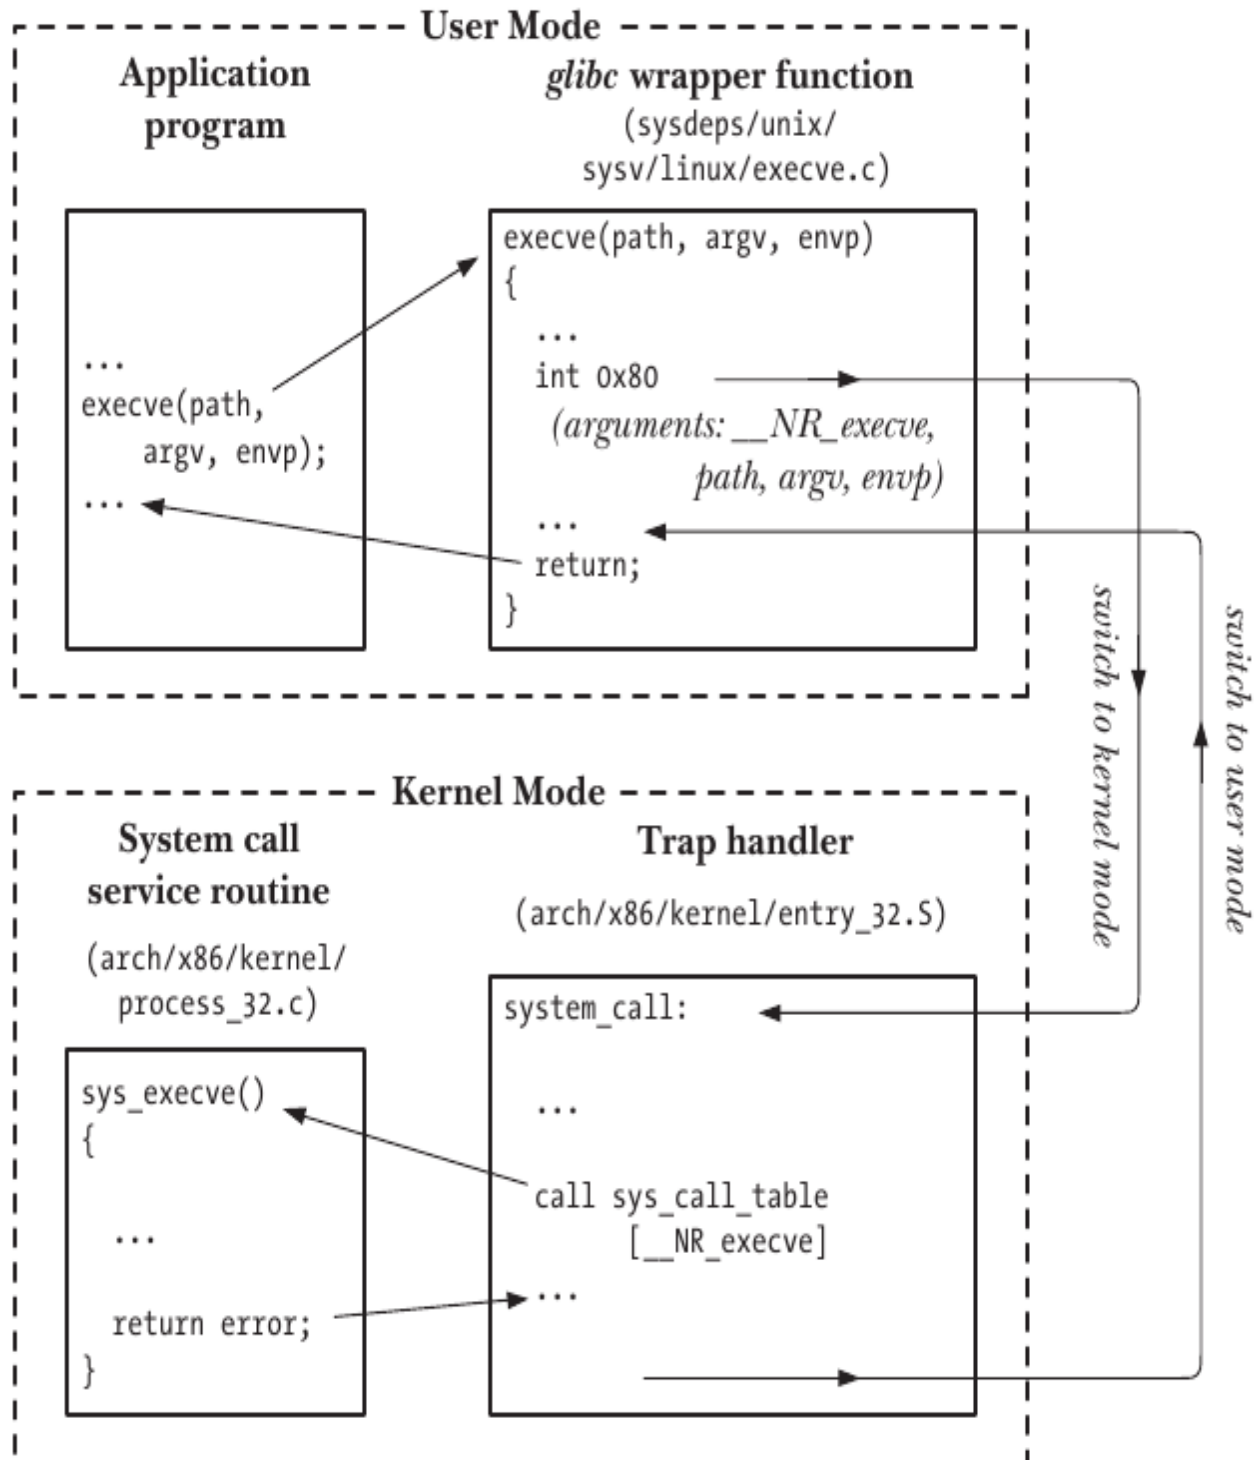 User Mode
Application
program
glibc wrapper function
(sysdeps/unix/
sysv/linux/execve.c)
...
execve(path,
argv, envp);
...
execve(path, argv, envp)
{
...
int 0x80
(arguments: __NR_execve,
path, argv, envp)
...
return;
}
switch to kernel mode
switch to user mode
Kernel Mode
System call
service routine
(arch/x86/kernel/
process_32.c)
Trap handler
(arch/x86/kernel/entry_32.S)
sys_execve()
{
...
return error;
}
system_call:
...
call sys_call_table
[__NR_execve]
...